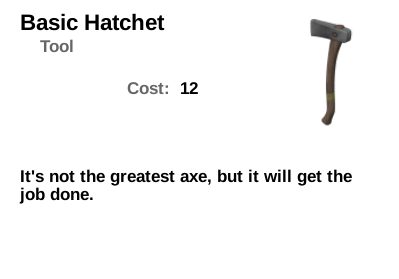 Basic Hatchet
Tool
Cost: 12
It's not the greatest axe, but it will get the
job done.